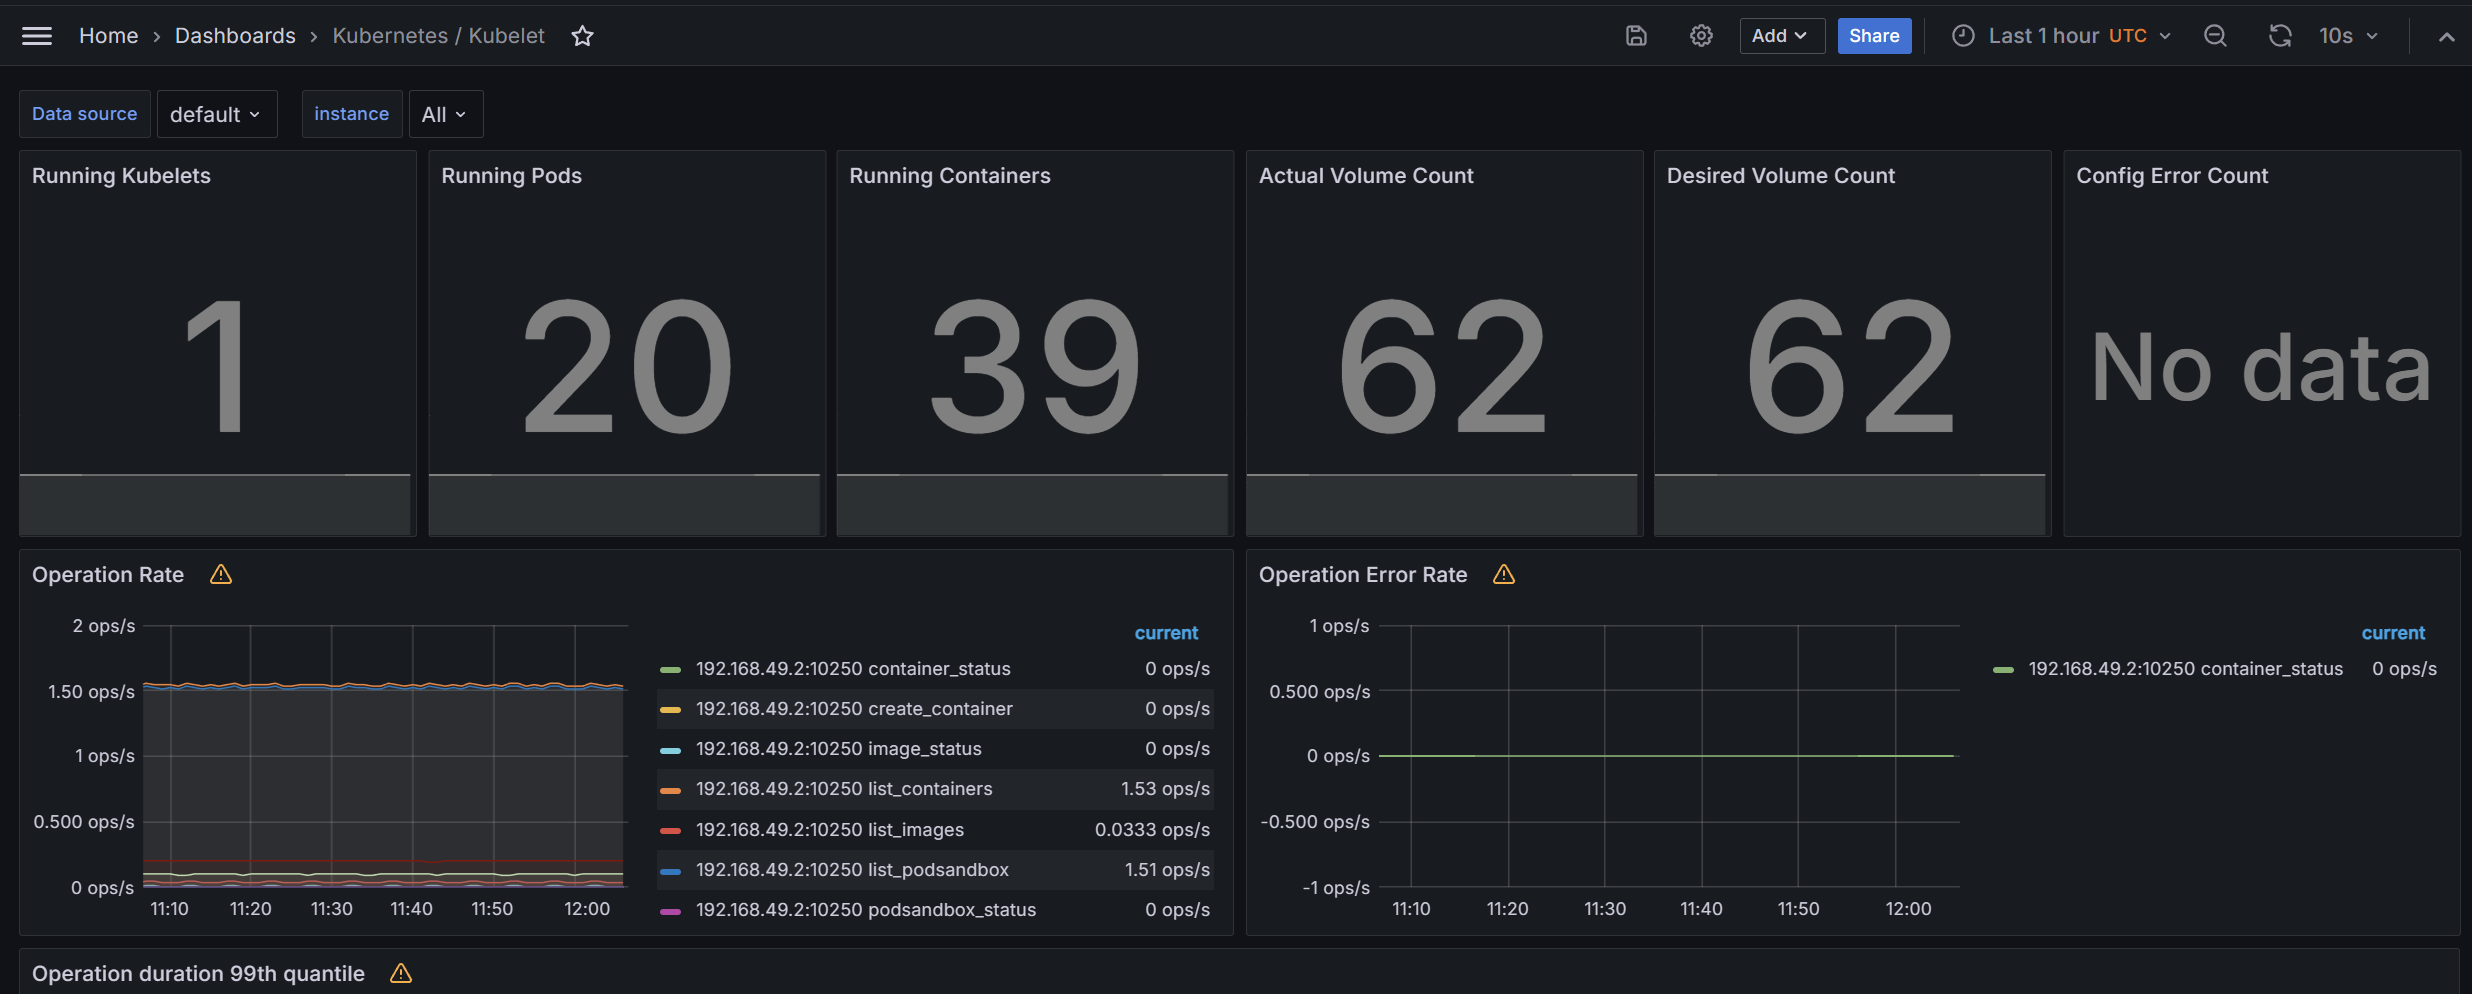 Home › Dashboards › Kubernetes / Kubelet
Add
Share
Last 1 hour UTC
10s
Data source default instance All
Running Kubelets
1
Running Pods
20
Running Containers
39
Actual Volume Count
62
Desired Volume Count
62
Config Error Count
No data
Operation Rate
2 ops/s
1.50 ops/s
1 ops/s
0.500 ops/s
0 ops/s
11:10 11:20 11:30 11:40 11:50 12:00
current
192.168.49.2:10250 container_status 0 ops/s
192.168.49.2:10250 create_container 0 ops/s
192.168.49.2:10250 image_status 0 ops/s
192.168.49.2:10250 list_containers 1.53 ops/s
192.168.49.2:10250 list_images 0.0333 ops/s
192.168.49.2:10250 list_podsandbox 1.51 ops/s
192.168.49.2:10250 podsandbox_status 0 ops/s
Operation Error Rate
1 ops/s
0.500 ops/s
0 ops/s
-0.500 ops/s
-1 ops/s
11:10 11:20 11:30 11:40 11:50 12:00
current
192.168.49.2:10250 container_status 0 ops/s
Operation duration 99th quantile